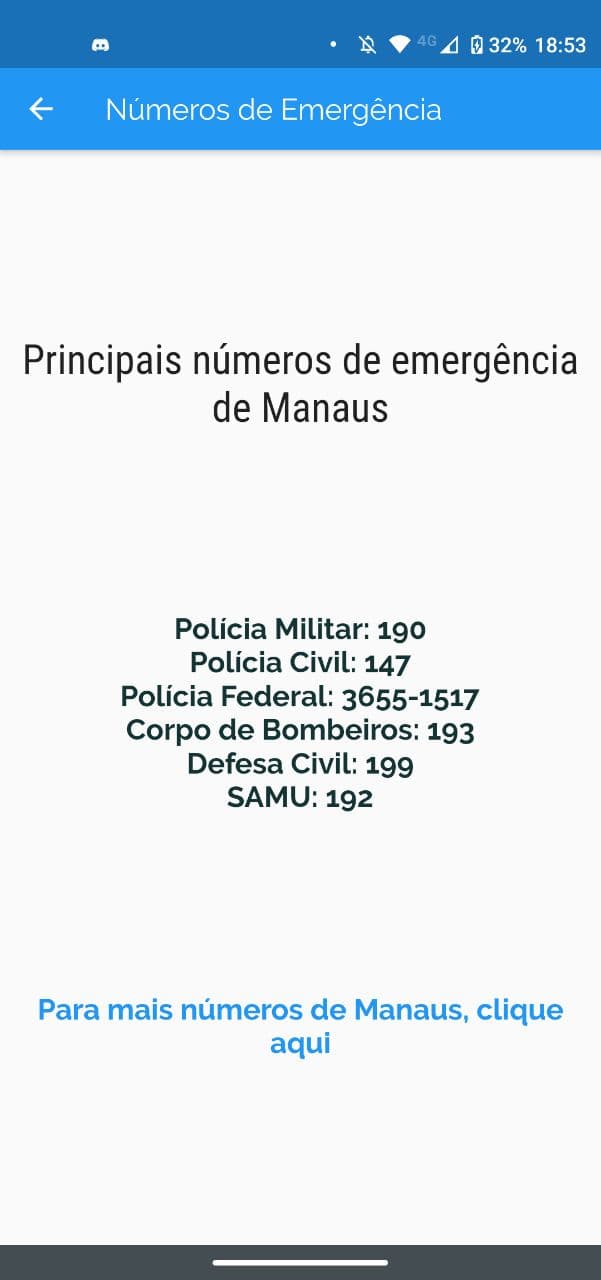 4G 32% 18:53
Números de Emergência
Principais números de emergência
de Manaus
Polícia Militar: 190
Polícia Civil: 147
Polícia Federal: 3655-1517
Corpo de Bombeiros: 193
Defesa Civil: 199
SAMU: 192
Para mais números de Manaus, clique
aqui